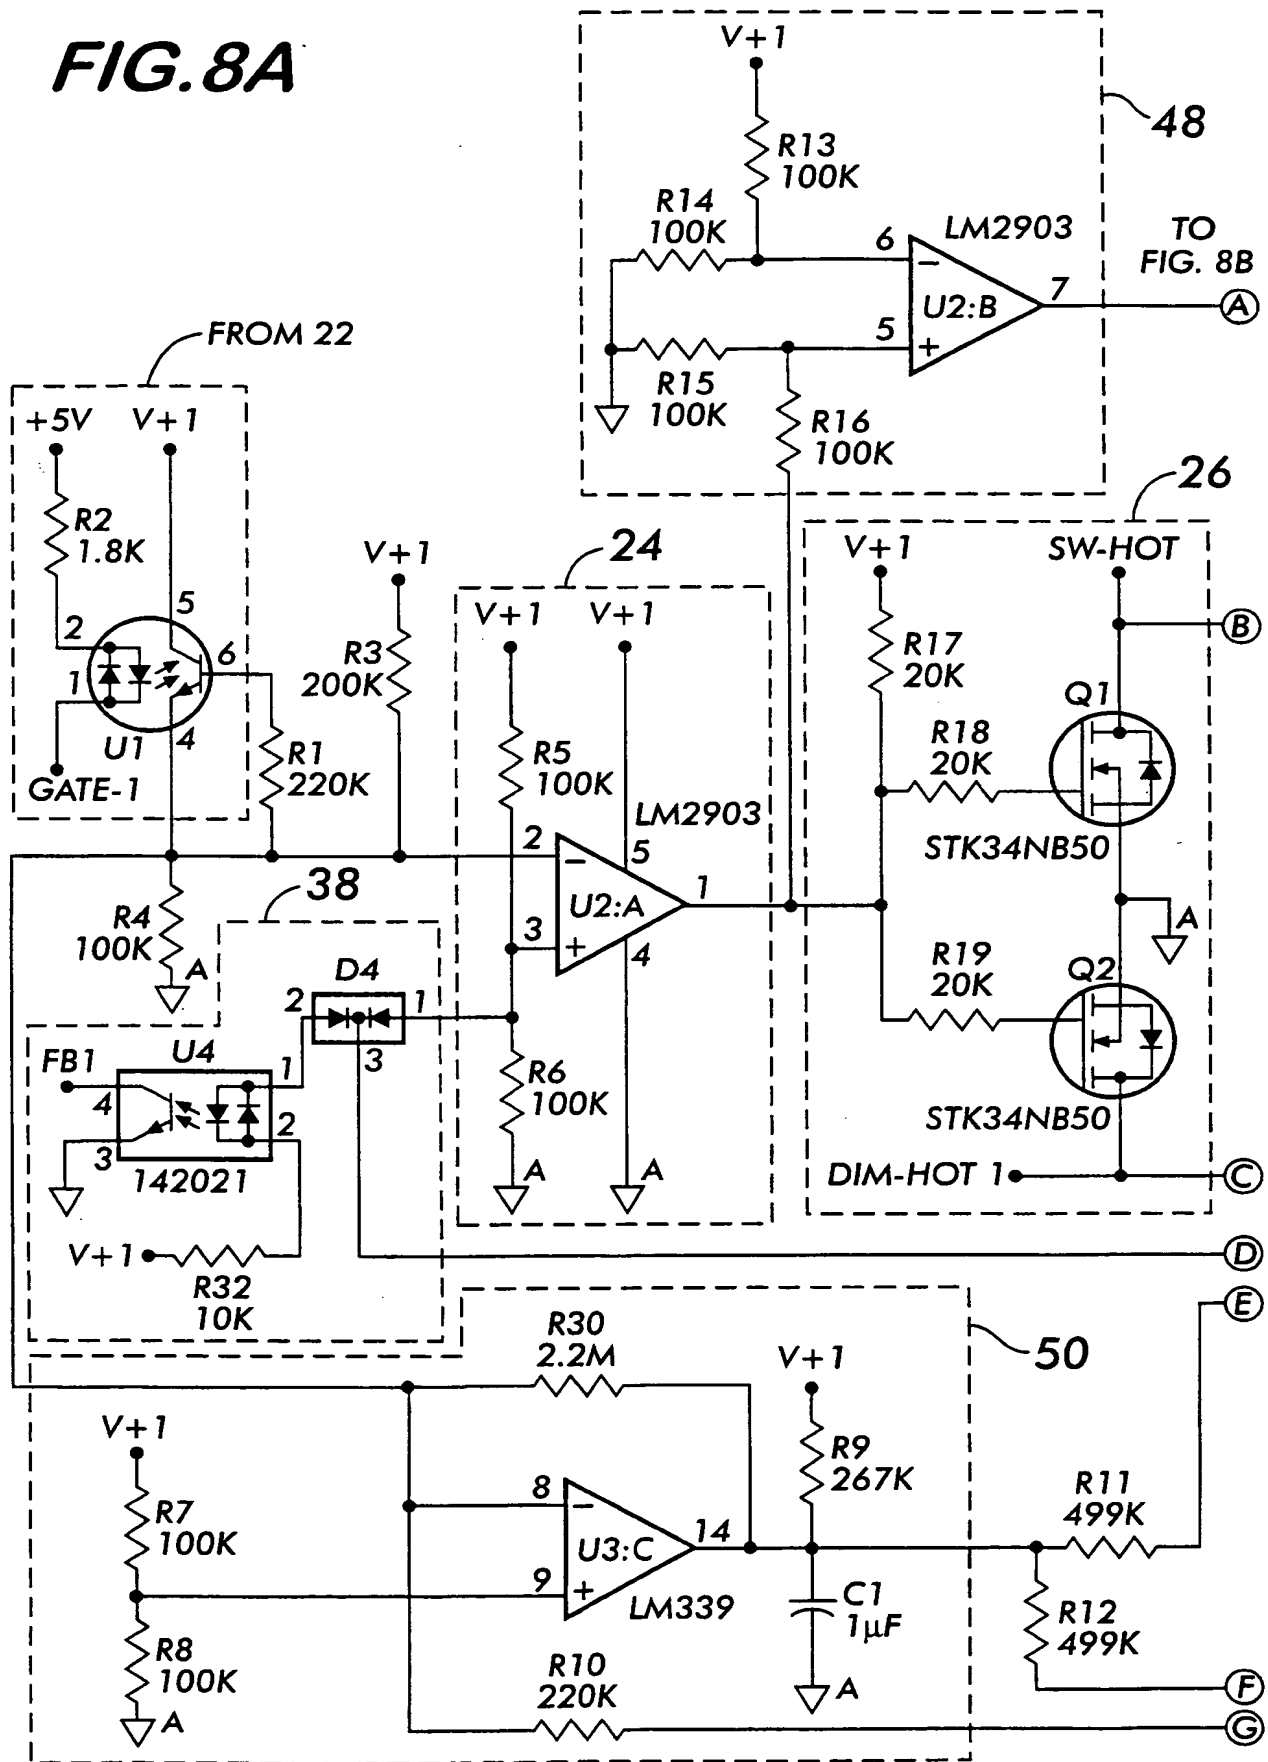 FIG.8A
V+1
48
R13
100K
R14
100K
LM2903
TO
FIG. 8B
6
−
U2:B
7
A
5
+
R15
100K
R16
100K
FROM 22
+5V
V+1
R2
1.8K
5
2
6
1
U1
4
GATE-1
R1
220K
V+1
R3
200K
24
V+1
V+1
R5
100K
LM2903
2
−
5
U2:A
1
3
+
4
R6
100K
A
A
26
V+1
SW-HOT
B
R17
20K
Q1
R18
20K
STK34NB50
A
R19
20K
Q2
STK34NB50
DIM-HOT 1
C
38
R4
100K
A
D4
2
1
3
FB1
U4
1
4
2
3
142021
V+1
R32
10K
D
E
R30
2.2M
V+1
50
V+1
R9
267K
R7
100K
8
−
U3:C
14
R11
499K
9
+
LM339
C1
1µF
R12
499K
R8
100K
A
R10
220K
A
F
G